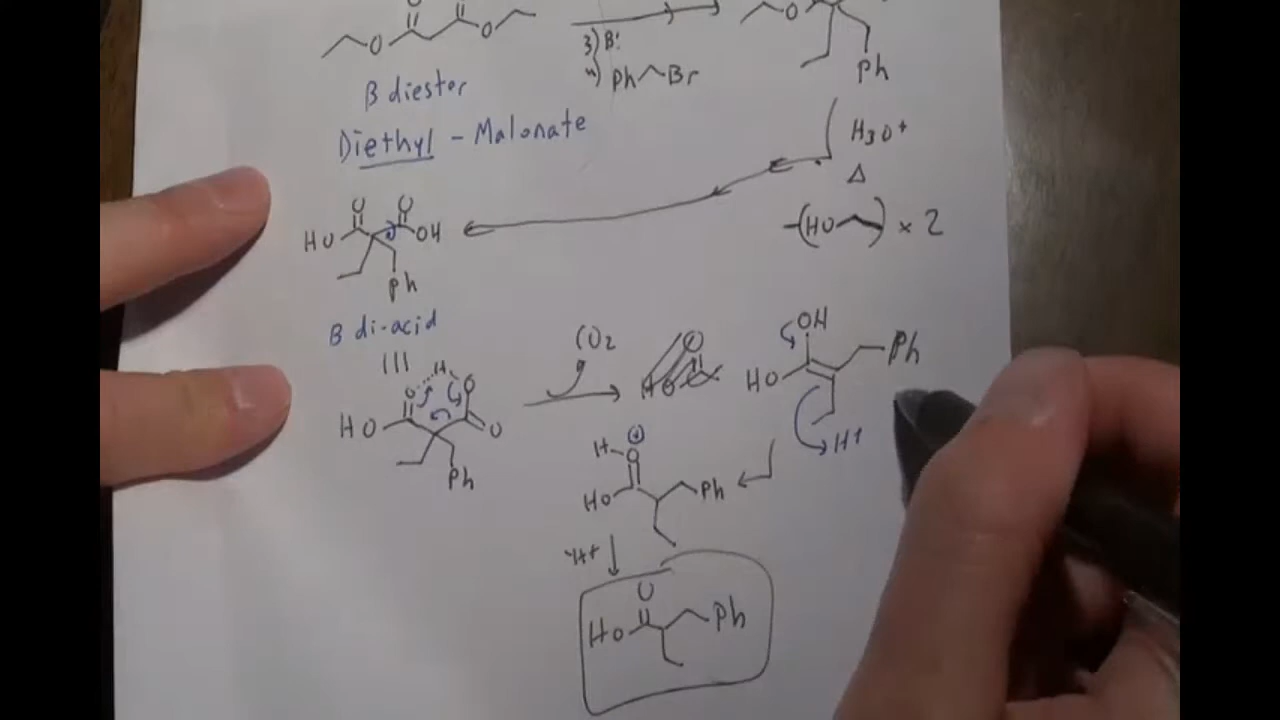 O O
O O O
3) B:
4) Ph Br
Ph
β diester
Diethyl - Malonate
H3O+
Δ
(HO ) x 2
O O
HO OH
Ph
β di-acid
CO2
OH
Ph
HO
H
O O
HO O
Ph
H+
H
O +
HO Ph
-H+
O
HO Ph